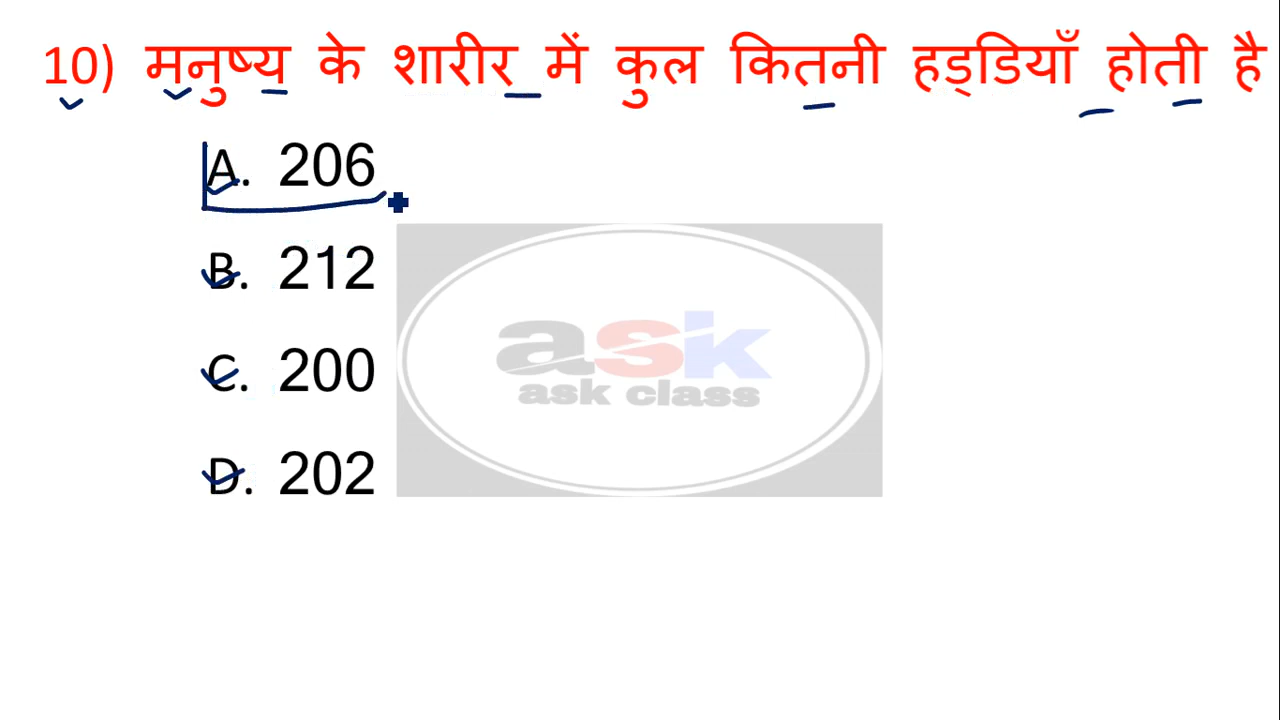 10) मनुष्य के शारीर में कुल कितनी हड्डियाँ होती है
A. 206
B. 212
C. 200
D. 202
ask
ask class